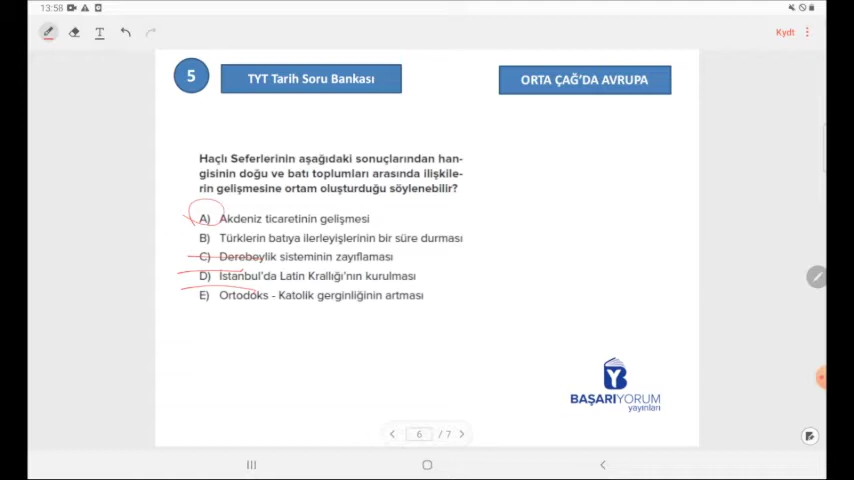 13:58
Kydt
5
TYT Tarih Soru Bankası
ORTA ÇAĞ'DA AVRUPA
Haçlı Seferlerinin aşağıdaki sonuçlarından han-
gisinin doğu ve batı toplumları arasında ilişkile-
rin gelişmesine ortam oluşturduğu söylenebilir?
A) Akdeniz ticaretinin gelişmesi
B) Türklerin batıya ilerleyişlerinin bir süre durması
C) Derebeylik sisteminin zayıflaması
D) İstanbul'da Latin Krallığı'nın kurulması
E) Ortodoks - Katolik gerginliğinin artması
BAŞARIYORUM
yayınları
6 / 7